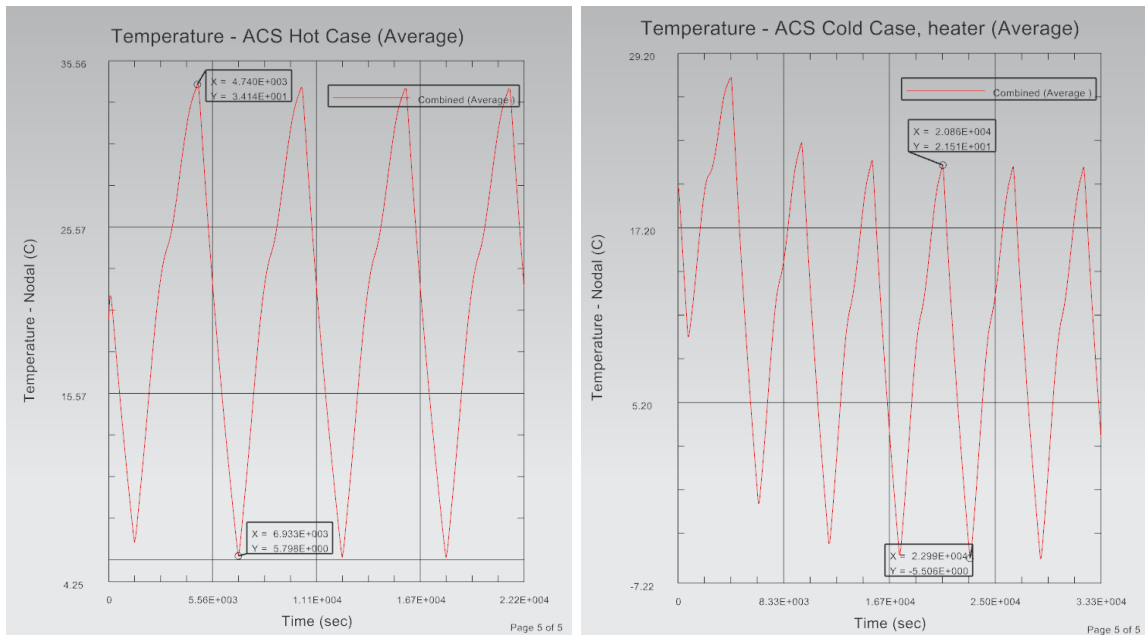 Temperature - ACS Hot Case (Average)
35.56
X = 4.740E+003
Y = 3.414E+001
Combined (Average )
25.57
Temperature - Nodal (C)
15.57
X = 6.933E+003
Y = 5.798E+000
4.25
0
5.56E+003
1.11E+004
1.67E+004
2.22E+004
Time (sec)
Page 5 of 5
Temperature - ACS Cold Case, heater (Average)
29.20
Combined (Average )
X = 2.086E+004
Y = 2.151E+001
17.20
Temperature - Nodal (C)
5.20
X = 2.299E+004
Y = -5.506E+000
-7.22
0
8.33E+003
1.67E+004
2.50E+004
3.33E+004
Time (sec)
Page 5 of 5